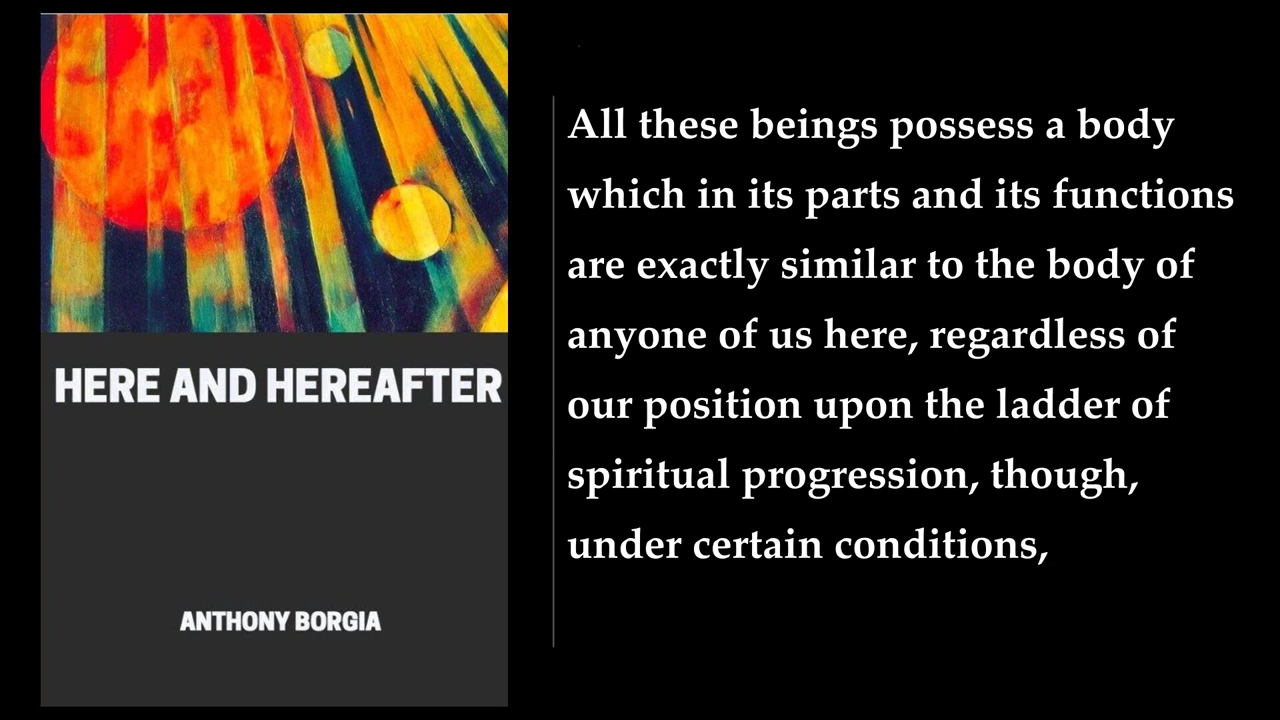 HERE AND HEREAFTER
ANTHONY BORGIA
All these beings possess a body
which in its parts and its functions
are exactly similar to the body of
anyone of us here, regardless of
our position upon the ladder of
spiritual progression, though,
under certain conditions,